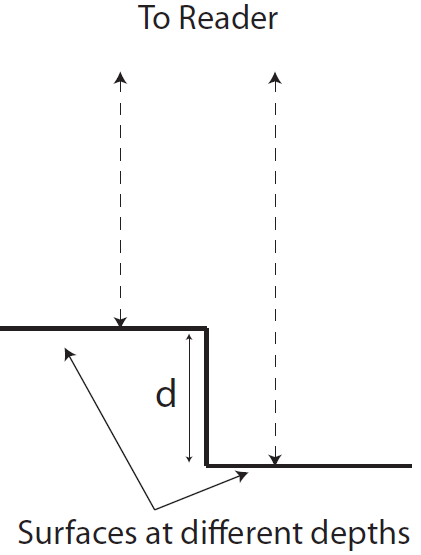 To Reader
d
Surfaces at different depths